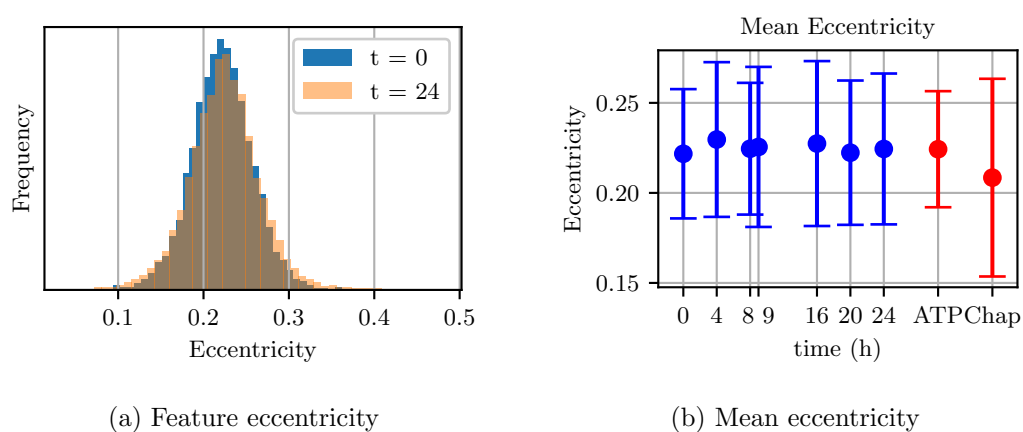 Frequency
t = 0
t = 24
0.1 0.2 0.3 0.4 0.5
Eccentricity
(a) Feature eccentricity
Mean Eccentricity
Eccentricity
0.25
0.20
0.15
0 4 8 9 16 20 24 ATP Chap
time (h)
(b) Mean eccentricity